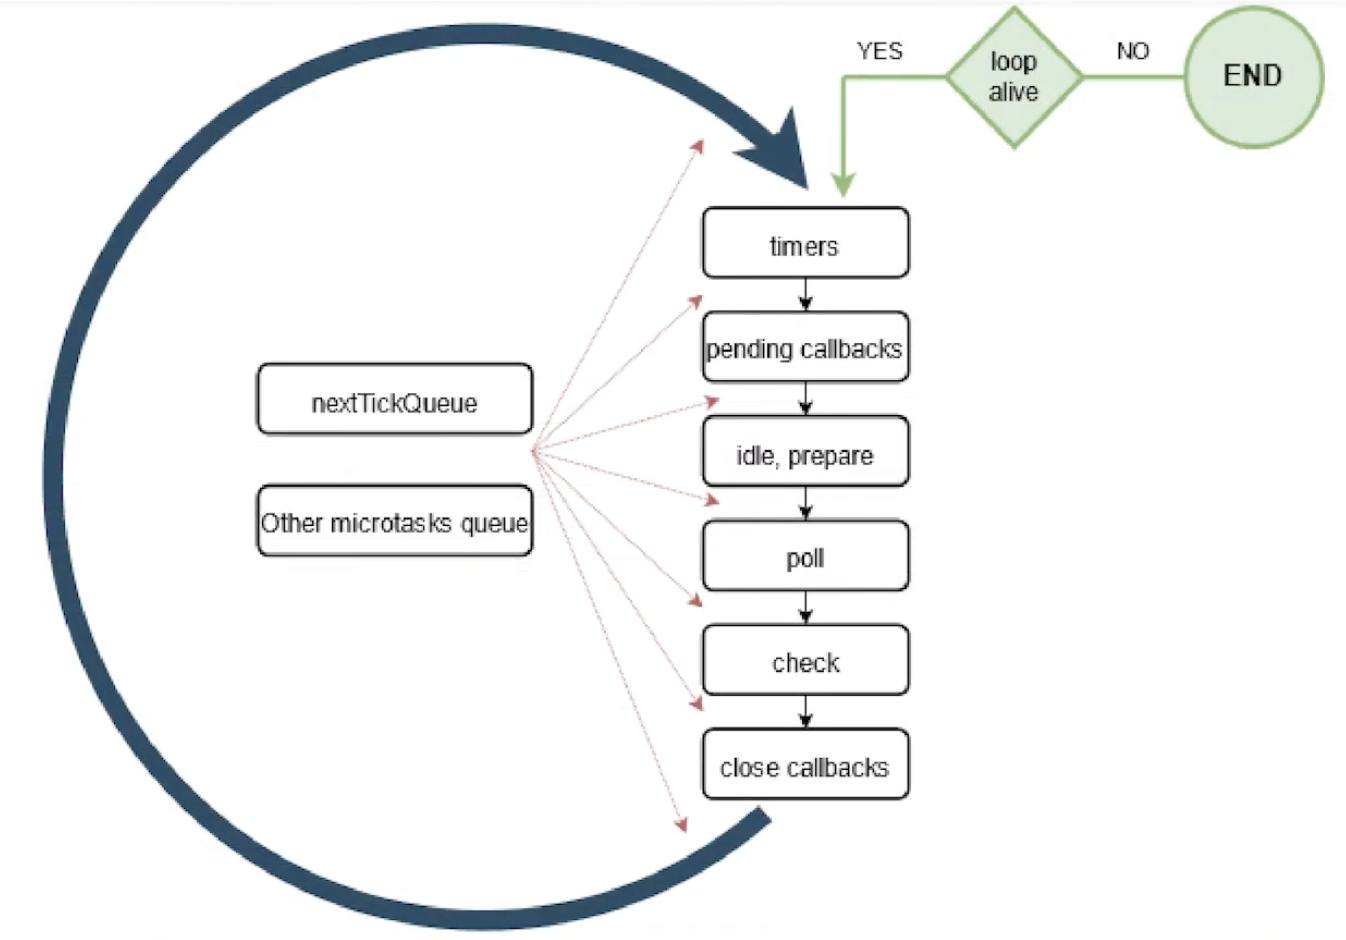 YES
loop
alive
NO
END
timers
pending callbacks
nextTickQueue
idle, prepare
Other microtasks queue
poll
check
close callbacks